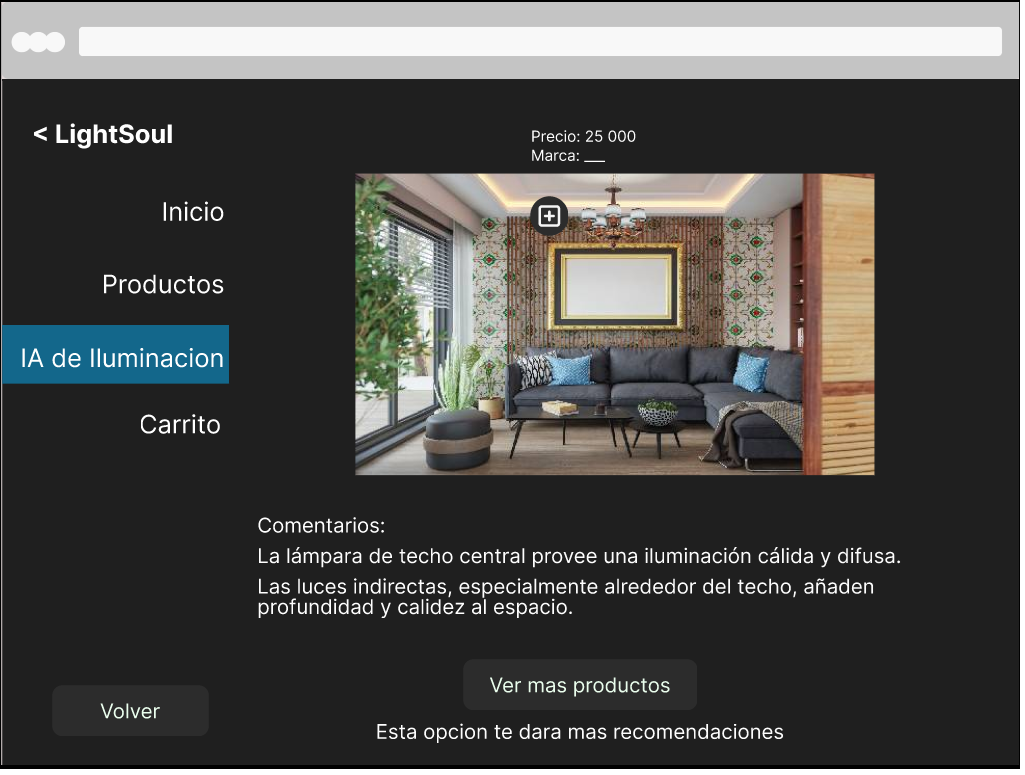 < LightSoul
Inicio
Productos
IA de Iluminacion
Carrito
Volver
Precio: 25 000
Marca: ___
Comentarios:
La lámpara de techo central provee una iluminación cálida y difusa.
Las luces indirectas, especialmente alrededor del techo, añaden
profundidad y calidez al espacio.
Ver mas productos
Esta opcion te dara mas recomendaciones